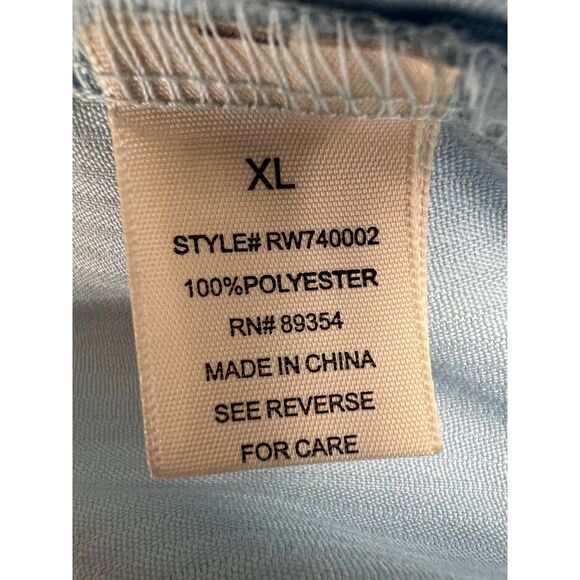 XL
STYLE# RW740002
100%POLYESTER
RN# 89354
MADE IN CHINA
SEE REVERSE
FOR CARE